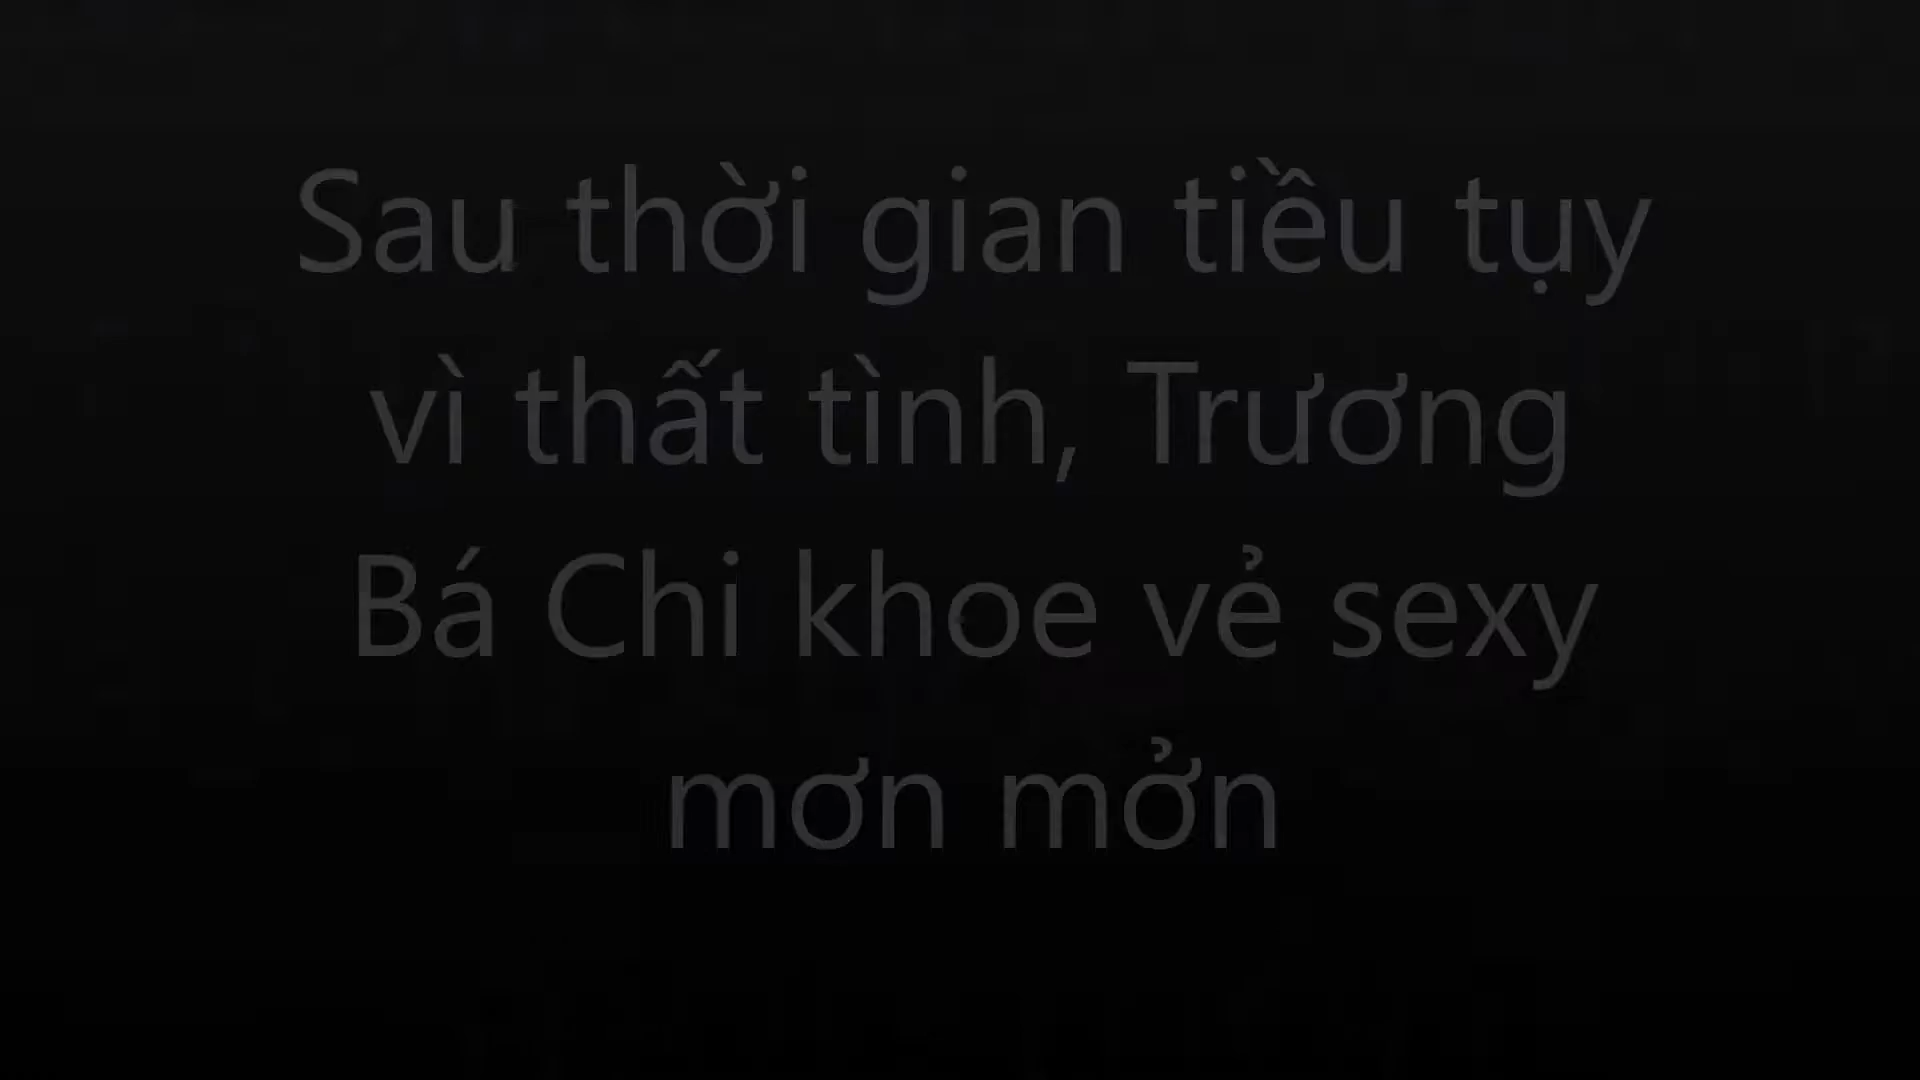 Sau thời gian tiều tụy
vì thất tình, Trương
Bá Chi khoe vẻ sexy
mơn mởn